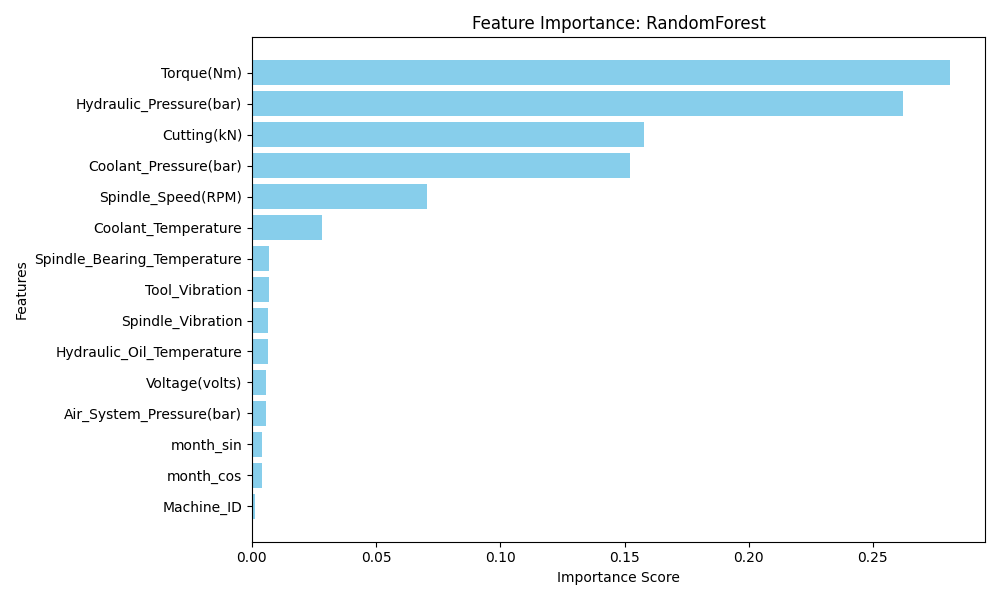 Feature Importance: RandomForest
Torque(Nm)
Hydraulic_Pressure(bar)
Cutting(kN)
Coolant_Pressure(bar)
Spindle_Speed(RPM)
Coolant_Temperature
Spindle_Bearing_Temperature
Tool_Vibration
Spindle_Vibration
Hydraulic_Oil_Temperature
Voltage(volts)
Air_System_Pressure(bar)
month_sin
month_cos
Machine_ID
Features
0.00 0.05 0.10 0.15 0.20 0.25
Importance Score